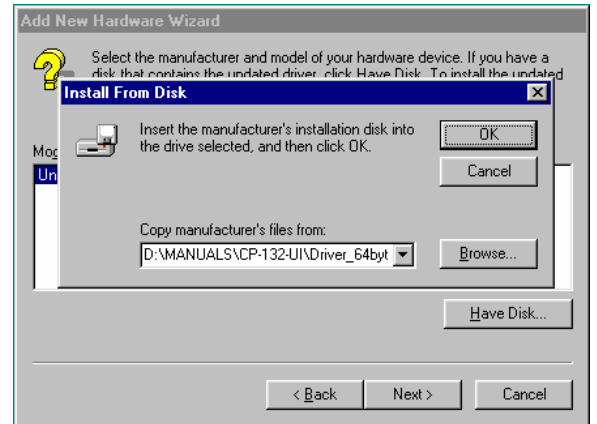 Add New Hardware Wizard
Select the manufacturer and model of your hardware device. If you have a
disk that contains the updated driver, click Have Disk. To install the updated
Install From Disk
Insert the manufacturer's installation disk into
the drive selected, and then click OK.
OK
Cancel
Copy manufacturer's files from:
D:\MANUALS\CP-132-UI\Driver_64byt
Browse...
Have Disk...
< Back
Next >
Cancel